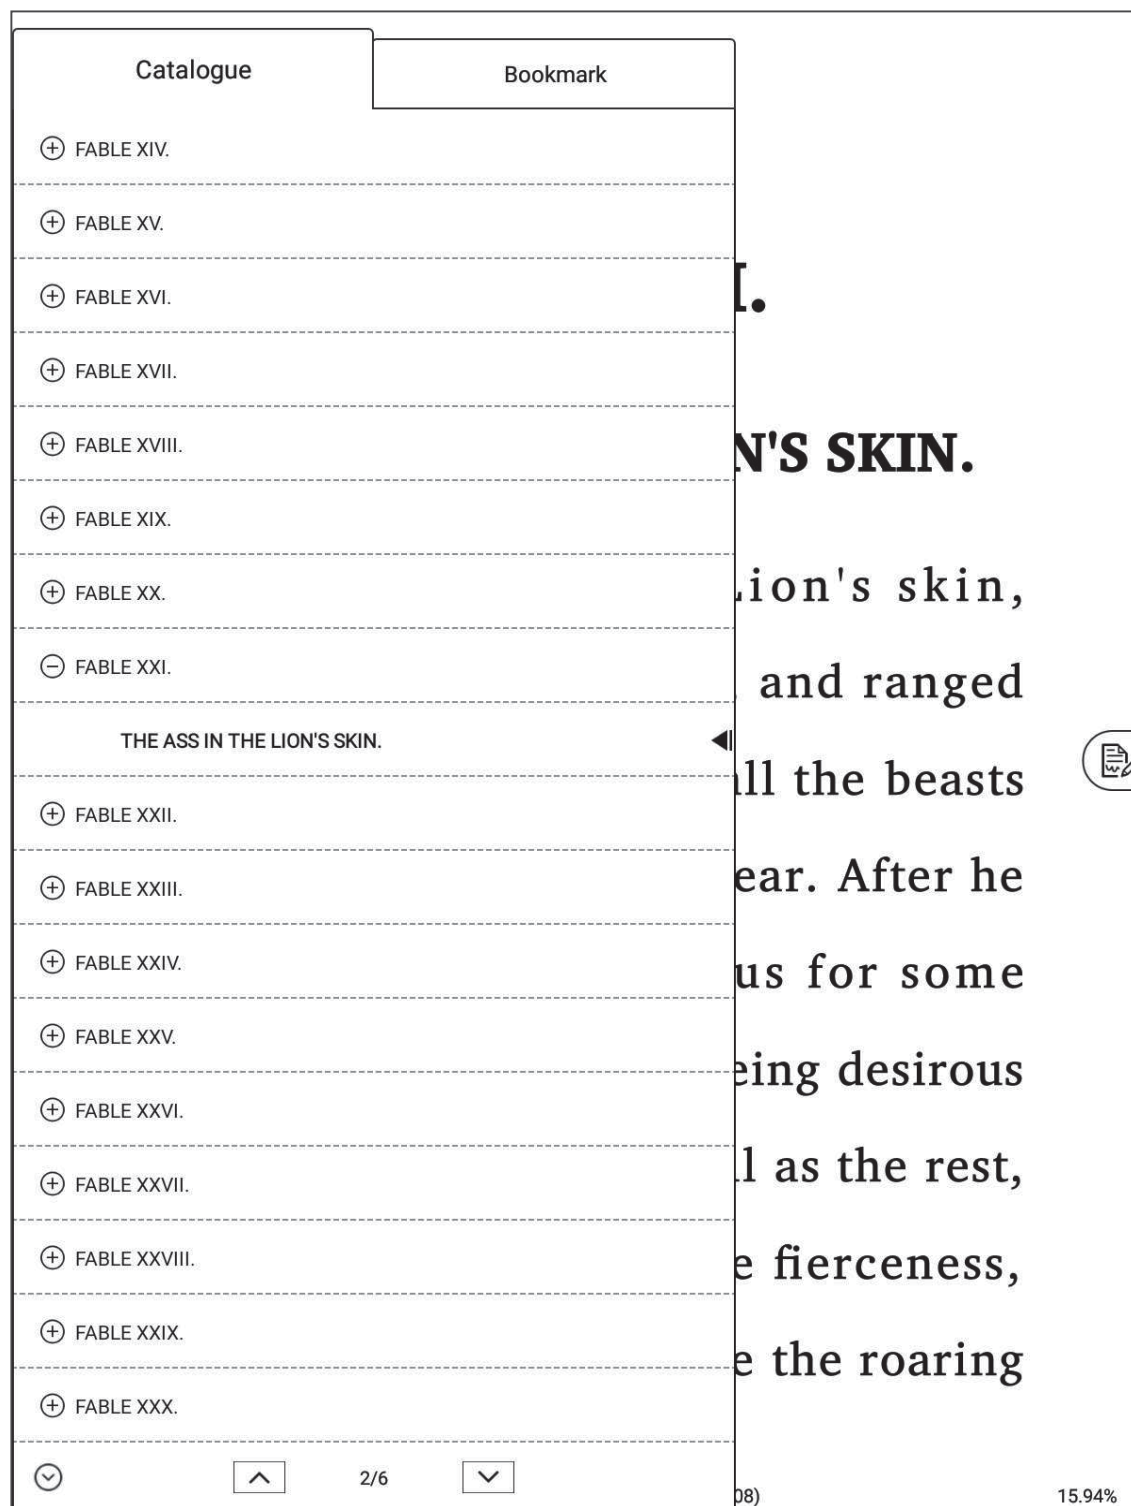 Catalogue
Bookmark
FABLE XIV.
FABLE XV.
FABLE XVI.
FABLE XVII.
FABLE XVIII.
FABLE XIX.
FABLE XX.
FABLE XXI.
THE ASS IN THE LION'S SKIN.
FABLE XXII.
FABLE XXIII.
FABLE XXIV.
FABLE XXV.
FABLE XXVI.
FABLE XXVII.
FABLE XXVIII.
FABLE XXIX.
FABLE XXX.
2/6
I.
N'S SKIN.
ion's skin,
and ranged
ll the beasts
ear. After he
us for some
eing desirous
l as the rest,
e fierceness,
e the roaring
08)
15.94%